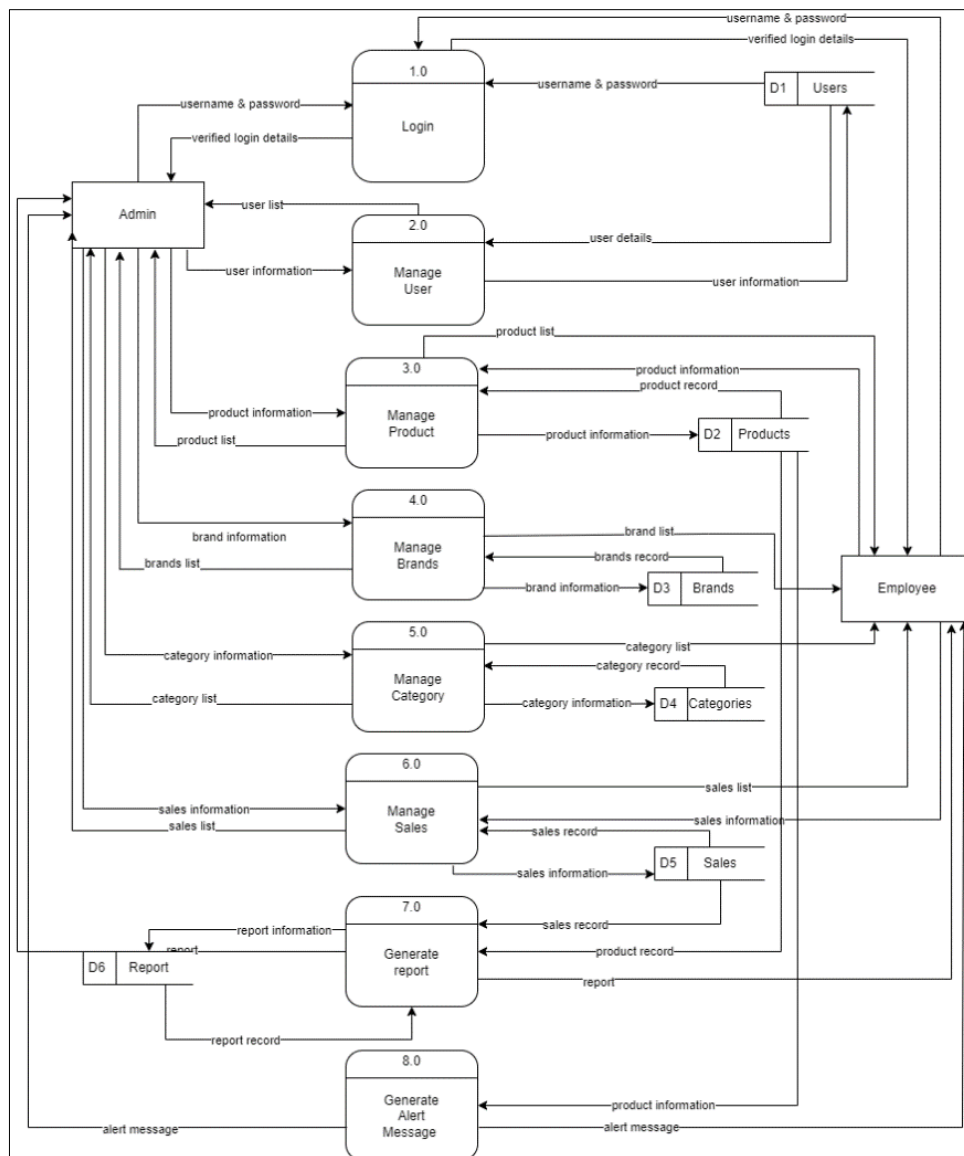 username & password
verified login details
1.0
Login
username & password
D1 Users
username & password
verified login details
Admin
user list
2.0
Manage
User
user details
user information
user information
product list
3.0
Manage
Product
product information
product record
product information
product list
product information
D2 Products
4.0
Manage
Brands
brand information
brands list
brand list
brands record
brand information
D3 Brands
Employee
5.0
Manage
Category
category information
category list
category list
category record
category information
D4 Categories
6.0
Manage
Sales
sales information
sales list
sales list
sales information
sales record
sales information
D5 Sales
7.0
Generate
report
report information
report
D6 Report
report record
sales record
product record
report
8.0
Generate
Alert
Message
product information
alert message
alert message